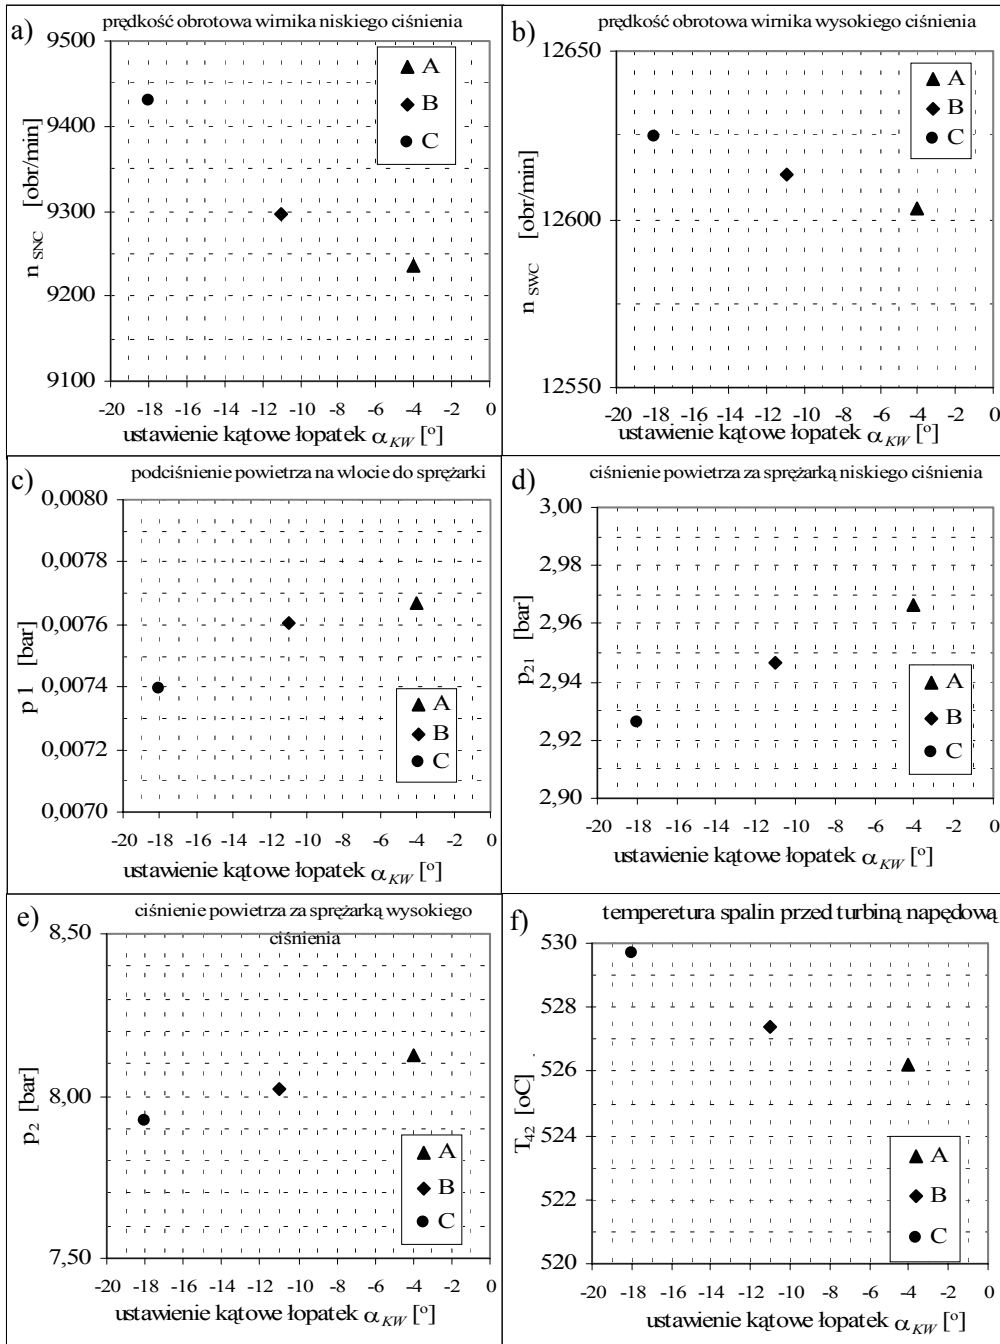 a)
prędkość obrotowa wirnika niskiego ciśnienia
9500
9400
9300
9200
9100
n SNC [obr/min]
A
B
C
-20 -18 -16 -14 -12 -10 -8 -6 -4 -2 0
ustawienie kątowe łopatek αKW [º]
b)
prędkość obrotowa wirnika wysokiego ciśnienia
12650
12600
12550
n SWC [obr/min]
A
B
C
-20 -18 -16 -14 -12 -10 -8 -6 -4 -2 0
ustawienie kątowe łopatek αKW [º]
c)
podciśnienie powietrza na wlocie do sprężarki
0,0080
0,0078
0,0076
0,0074
0,0072
0,0070
p 1 [bar]
A
B
C
-20 -18 -16 -14 -12 -10 -8 -6 -4 -2 0
ustawienie kątowe łopatek αKW [º]
d)
ciśnienie powietrza za sprężarką niskiego ciśnienia
3,00
2,98
2,96
2,94
2,92
2,90
p21 [bar]
A
B
C
-20 -18 -16 -14 -12 -10 -8 -6 -4 -2 0
ustawienie kątowe łopatek αKW [º]
e)
ciśnienie powietrza za sprężarką wysokiego
ciśnienia
8,50
8,00
7,50
p2 [bar]
A
B
C
-20 -18 -16 -14 -12 -10 -8 -6 -4 -2 0
ustawienie kątowe łopatek αKW [º]
f)
temperetura spalin przed turbiną napędową
530
528
526
524
522
520
T42 [oC]
A
B
C
-20 -18 -16 -14 -12 -10 -8 -6 -4 -2 0
ustawienie kątowe łopatek αKW [º]